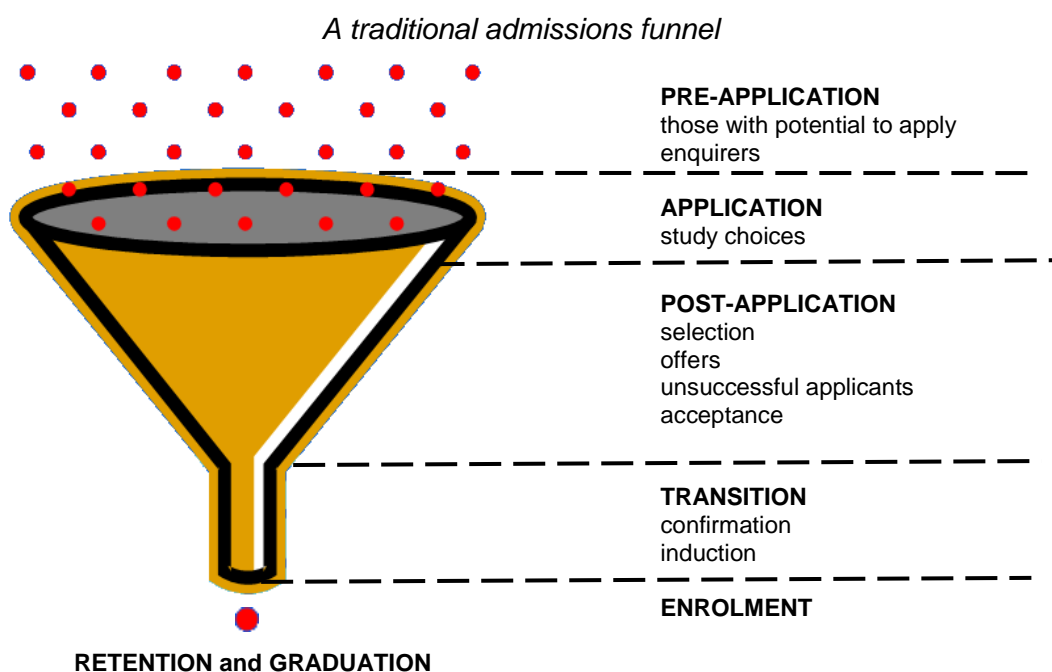 A traditional admissions funnel
PRE-APPLICATION
those with potential to apply
enquirers
APPLICATION
study choices
POST-APPLICATION
selection
offers
unsuccessful applicants
acceptance
TRANSITION
confirmation
induction
ENROLMENT
RETENTION and GRADUATION